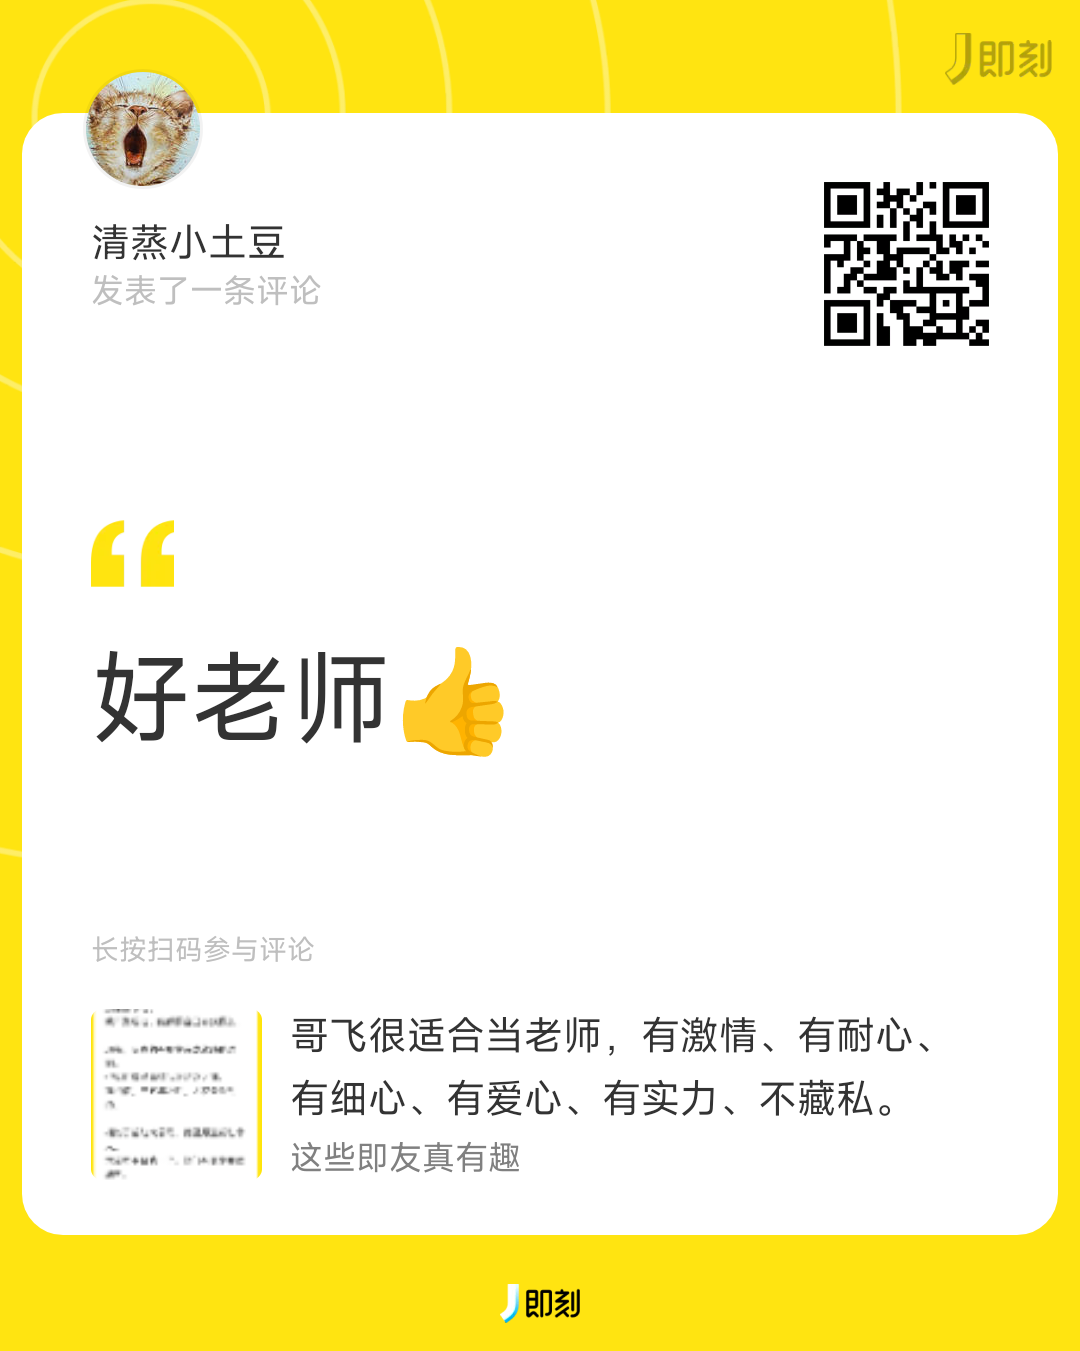 即刻
清蒸小土豆
发表了一条评论
好老师👍
长按扫码参与评论
哥飞很适合当老师，有激情、有耐心、
有细心、有爱心、有实力、不藏私。
这些即友真有趣
即刻